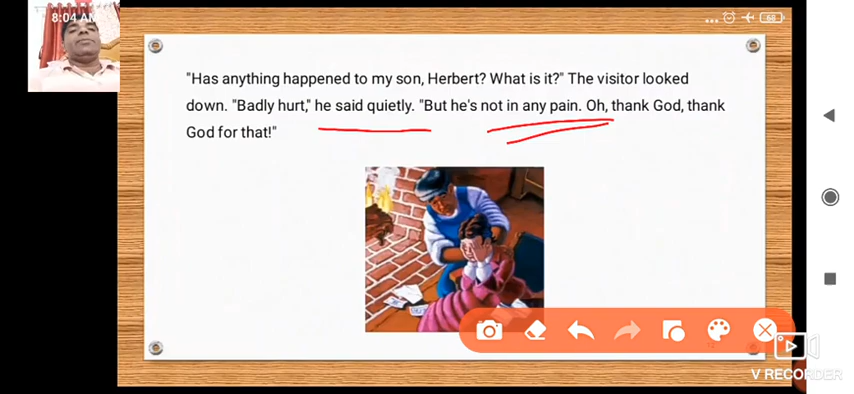 8:04 AM
68
"Has anything happened to my son, Herbert? What is it?" The visitor looked
down. "Badly hurt," he said quietly. "But he's not in any pain. Oh, thank God, thank
God for that!"
V RECORDER